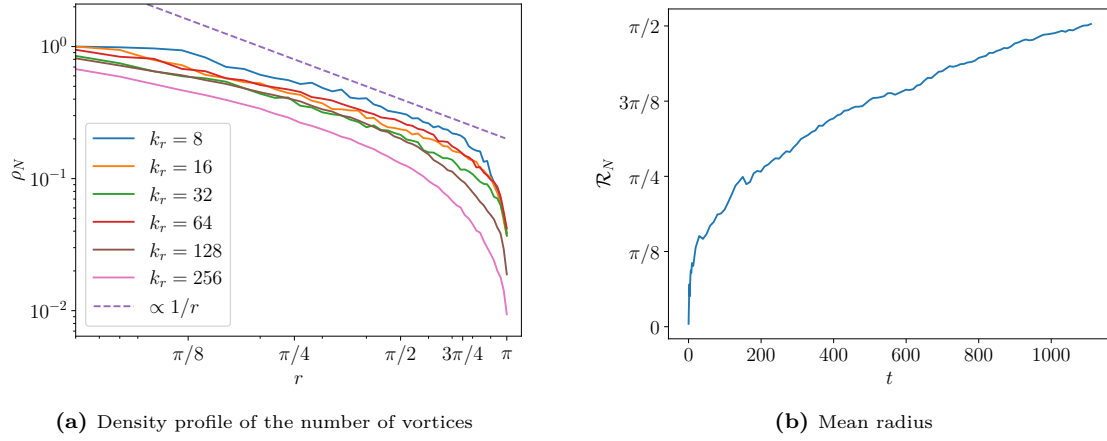 10⁰
10⁻¹
10⁻²
ρ_N
k_r = 8
k_r = 16
k_r = 32
k_r = 64
k_r = 128
k_r = 256
∝ 1/r
π/8
π/4
π/2
3π/4
π
r
(a) Density profile of the number of vortices
π/2
3π/8
π/4
π/8
0
ℛ_N
0
200
400
600
800
1000
t
(b) Mean radius